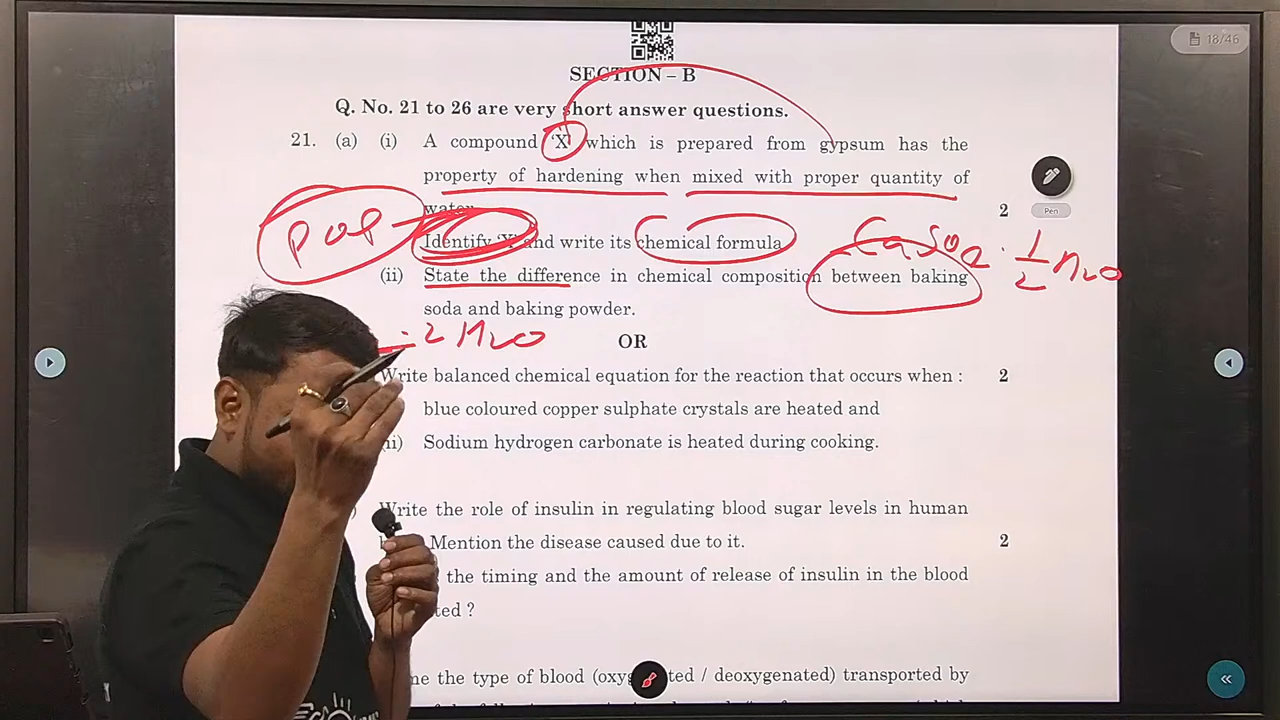 18/46
SECTION – B
Q. No. 21 to 26 are very short answer questions.
21. (a) (i) A compound 'X' which is prepared from gypsum has the
property of hardening when mixed with proper quantity of
water. 2
Pen
POP
Identify 'X' and write its chemical formula
CaSO4 . 1/2 H2O
(ii) State the difference in chemical composition between baking
soda and baking powder.
. 2 H2O
OR
Write balanced chemical equation for the reaction that occurs when : 2
blue coloured copper sulphate crystals are heated and
(ii) Sodium hydrogen carbonate is heated during cooking.
Write the role of insulin in regulating blood sugar levels in human
Mention the disease caused due to it. 2
the timing and the amount of release of insulin in the blood
?
the type of blood / deoxygenated) transported by